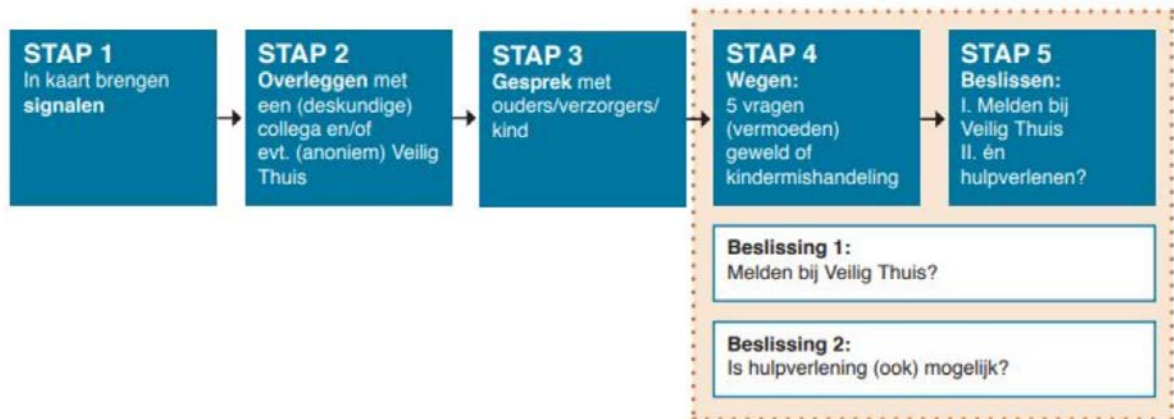 STAP 1
In kaart brengen
signalen
STAP 2
Overleggen met
een (deskundige)
collega en/of
evt. (anoniem) Veilig
Thuis
STAP 3
Gesprek met
ouders/verzorgers/
kind
STAP 4
Wegen:
5 vragen
(vermoeden)
geweld of
kindermishandeling
STAP 5
Beslissen:
I. Melden bij
Veilig Thuis
II. én
hulpverlenen?
Beslissing 1:
Melden bij Veilig Thuis?
Beslissing 2:
Is hulpverlening (ook) mogelijk?